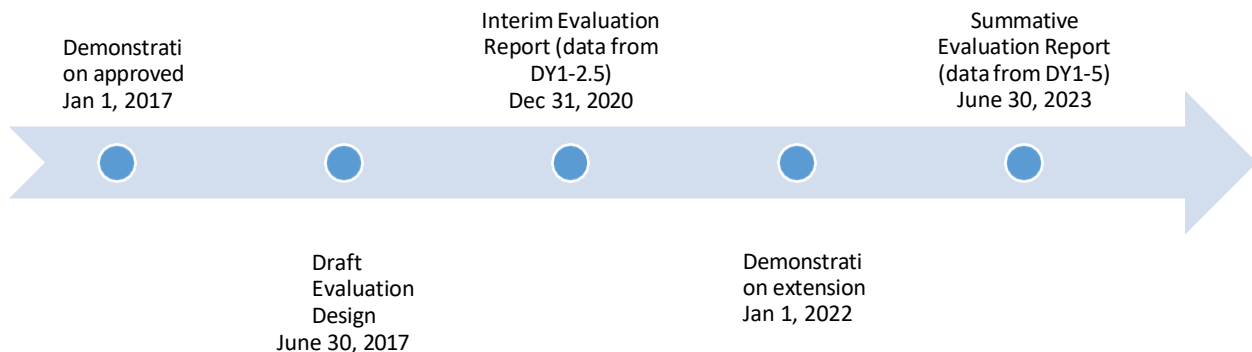 Demonstrati
on approved
Jan 1, 2017
Draft
Evaluation
Design
June 30, 2017
Interim Evaluation
Report (data from
DY1-2.5)
Dec 31, 2020
Demonstrati
on extension
Jan 1, 2022
Summative
Evaluation Report
(data from DY1-5)
June 30, 2023